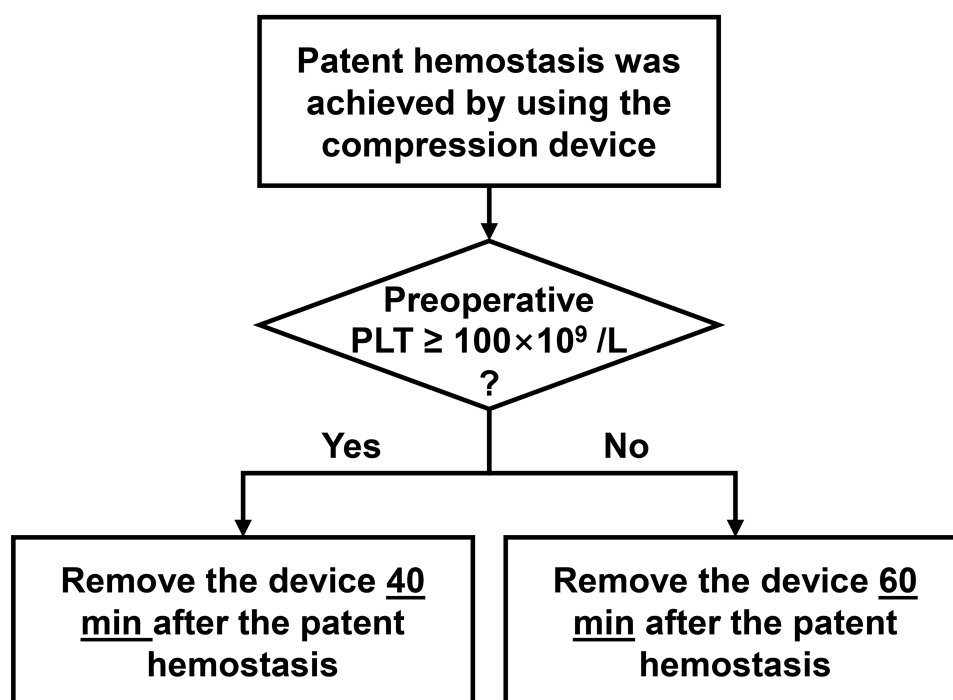 Patent hemostasis was
achieved by using the
compression device
Preoperative
PLT ≥ 100×10⁹ /L
?
Yes
No
Remove the device 40
min after the patent
hemostasis
Remove the device 60
min after the patent
hemostasis